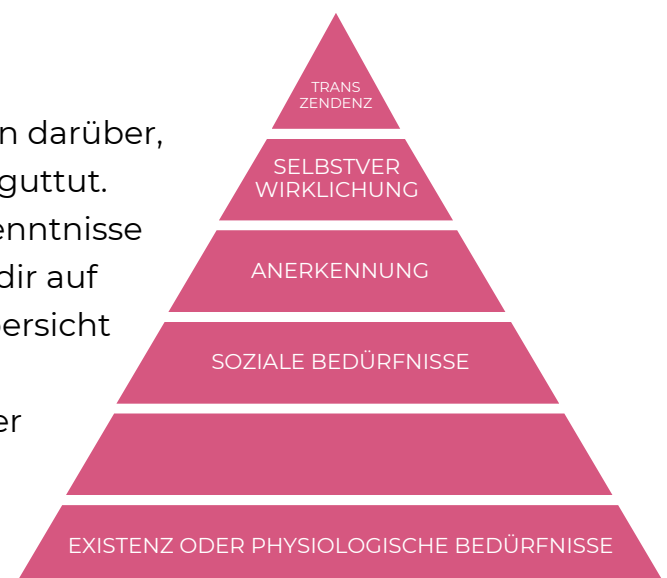 n darüber,
guttut.
enntnisse
dir auf
ersicht
er
TRANS
ZENDENZ
SELBSTVER
WIRKLICHUNG
ANERKENNUNG
SOZIALE BEDÜRFNISSE
EXISTENZ ODER PHYSIOLOGISCHE BEDÜRFNISSE